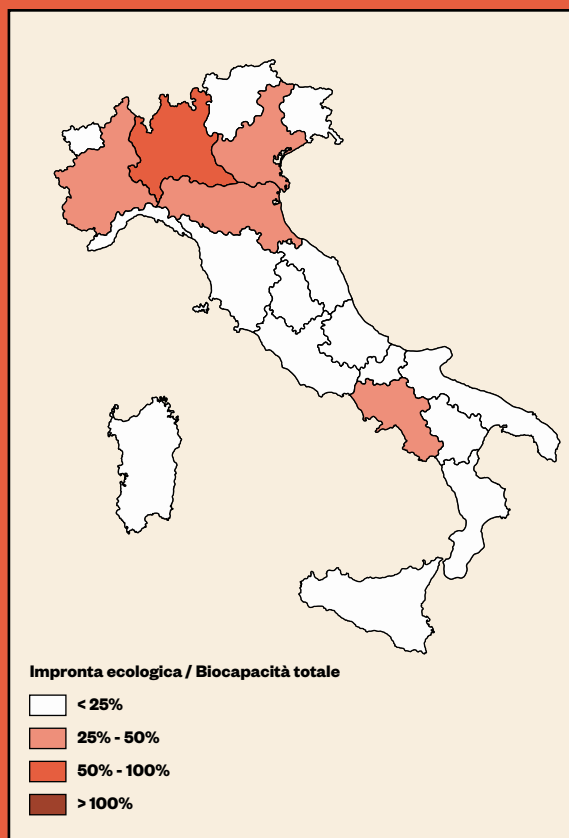 Impronta ecologica / Biocapacità totale
< 25%
25% - 50%
50% - 100%
> 100%